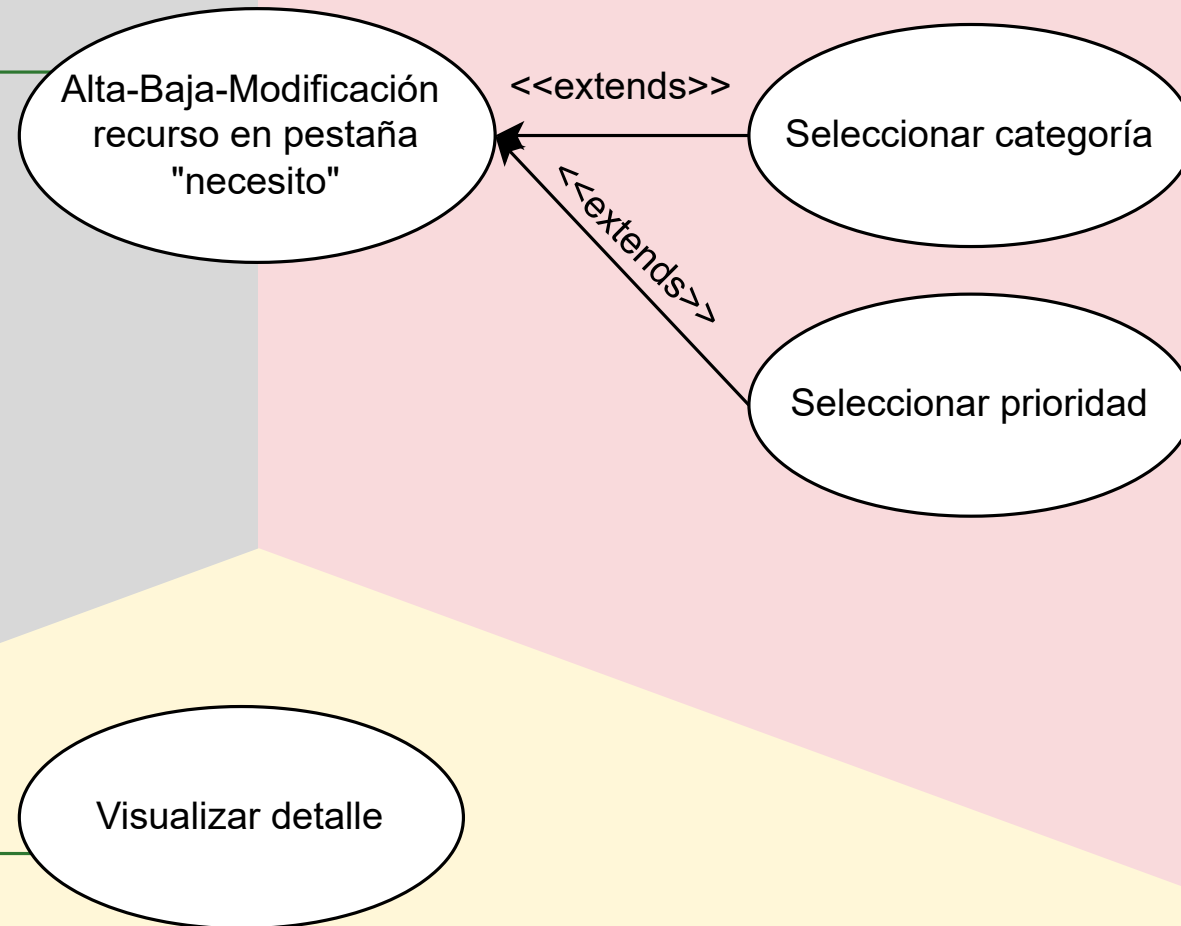 Alta-Baja-Modificación
recurso en pestaña
"necesito"
<<extends>>
Seleccionar categoría
<<extends>>
Seleccionar prioridad
Visualizar detalle